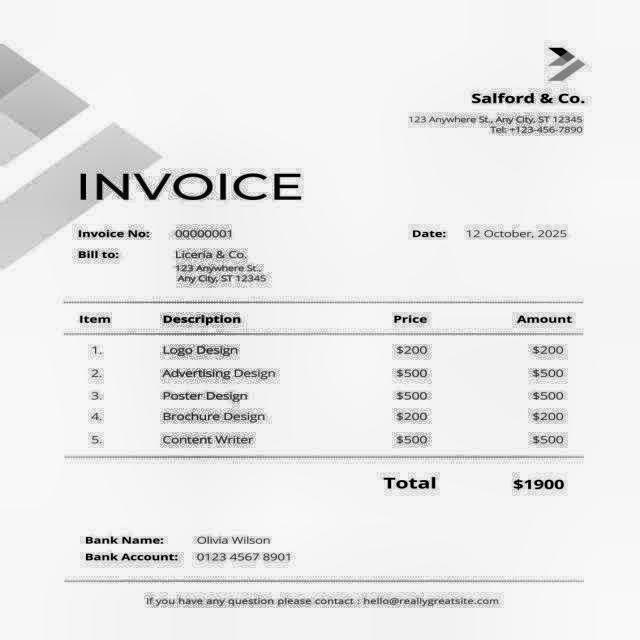 Salford & Co.
123 Anywhere St., Any City, ST 12345
Tel: +123-456-7890
INVOICE
Invoice No: 00000001 Date: 12 October, 2025
Bill to: Liceria & Co.
123 Anywhere St.,
Any City, ST 12345
Item Description Price Amount
1. Logo Design $200 $200
2. Advertising Design $500 $500
3. Poster Design $500 $500
4. Brochure Design $200 $200
5. Content Writer $500 $500
Total $1900
Bank Name: Olivia Wilson
Bank Account: 0123 4567 8901
If you have any question please contact : hello@reallygreatsite.com